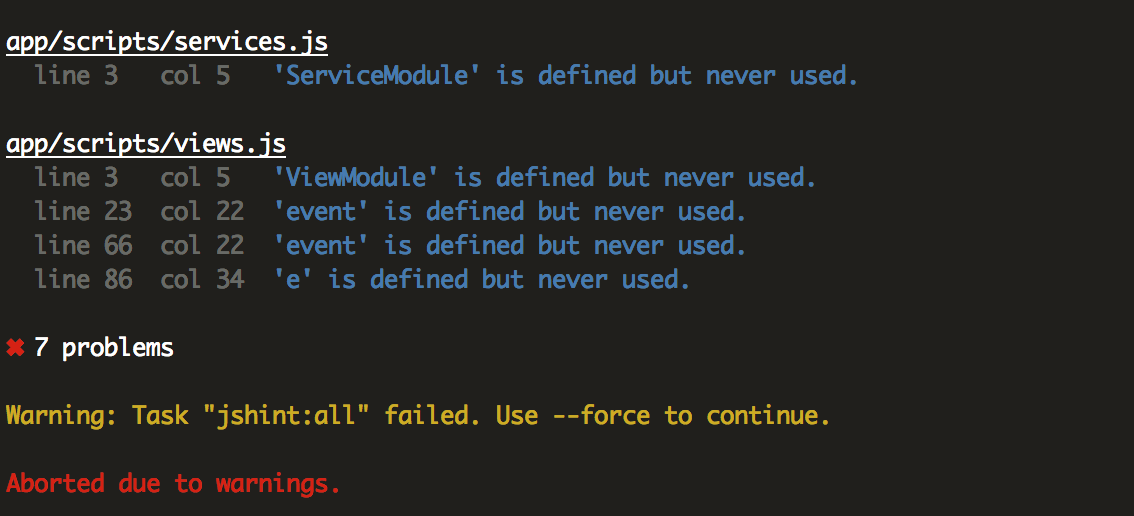 app/scripts/services.js
line 3 col 5 'ServiceModule' is defined but never used.
app/scripts/views.js
line 3 col 5 'ViewModule' is defined but never used.
line 23 col 22 'event' is defined but never used.
line 66 col 22 'event' is defined but never used.
line 86 col 34 'e' is defined but never used.
✖ 7 problems
Warning: Task "jshint:all" failed. Use --force to continue.
Aborted due to warnings.